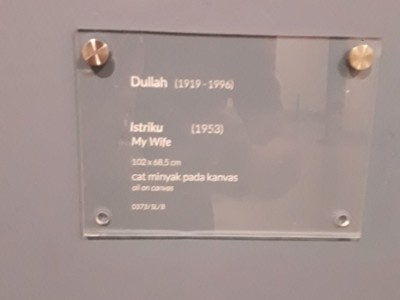 Dullah (1919 - 1996)
Istriku (1953)
My Wife
102 x 68,5 cm
cat minyak pada kanvas
oil on canvas